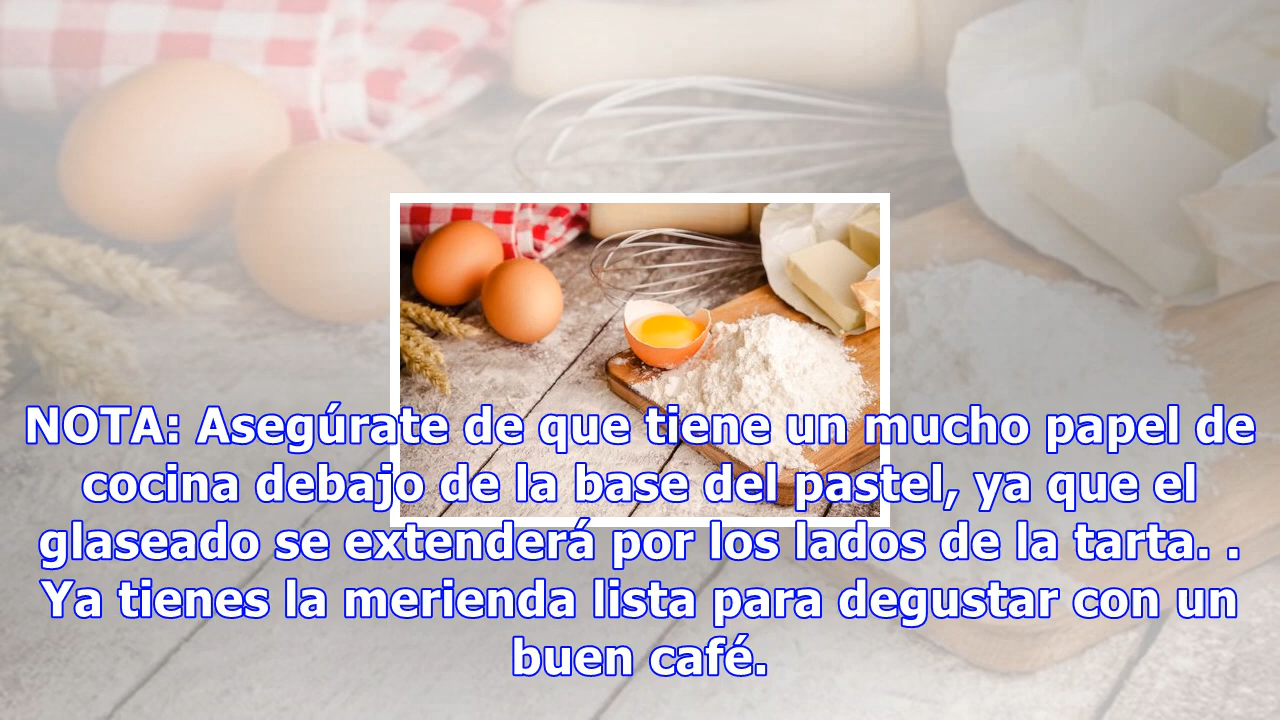 NOTA: Asegúrate de que tiene un mucho papel de
cocina debajo de la base del pastel, ya que el
glaseado se extenderá por los lados de la tarta. .
Ya tienes la merienda lista para degustar con un
buen café.